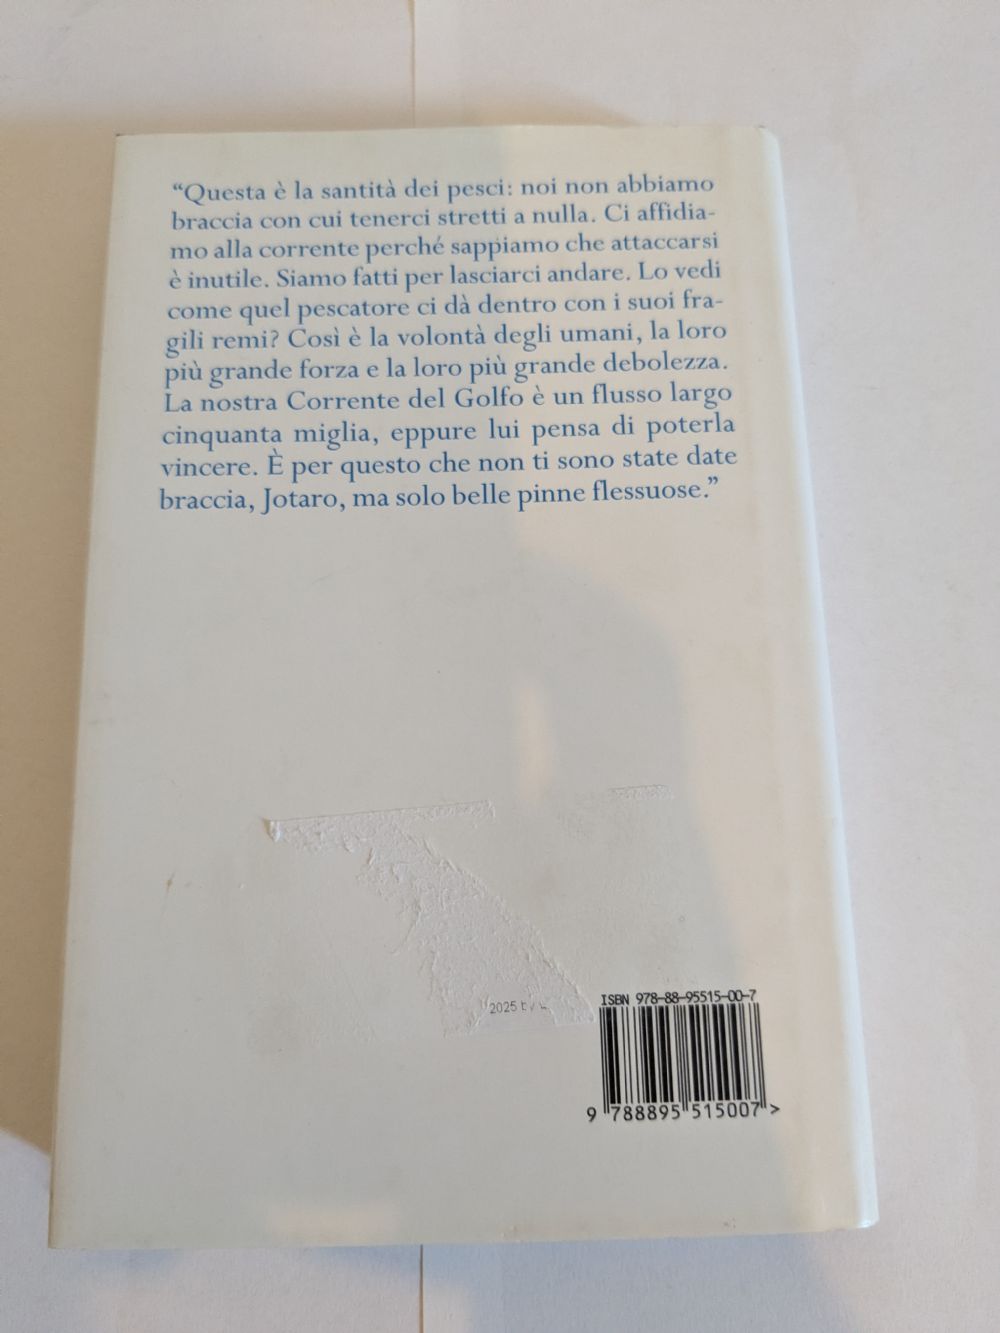 “Questa è la santità dei pesci: noi non abbiamo
braccia con cui tenerci stretti a nulla. Ci affidia-
mo alla corrente perché sappiamo che attaccarsi
è inutile. Siamo fatti per lasciarci andare. Lo vedi
come quel pescatore ci dà dentro con i suoi fra-
gili remi? Così è la volontà degli umani, la loro
più grande forza e la loro più grande debolezza.
La nostra Corrente del Golfo è un flusso largo
cinquanta miglia, eppure lui pensa di poterla
vincere. È per questo che non ti sono state date
braccia, Jotaro, ma solo belle pinne flessuose.”
2025
ISBN 978-88-95515-00-7
9 788895 515007 >